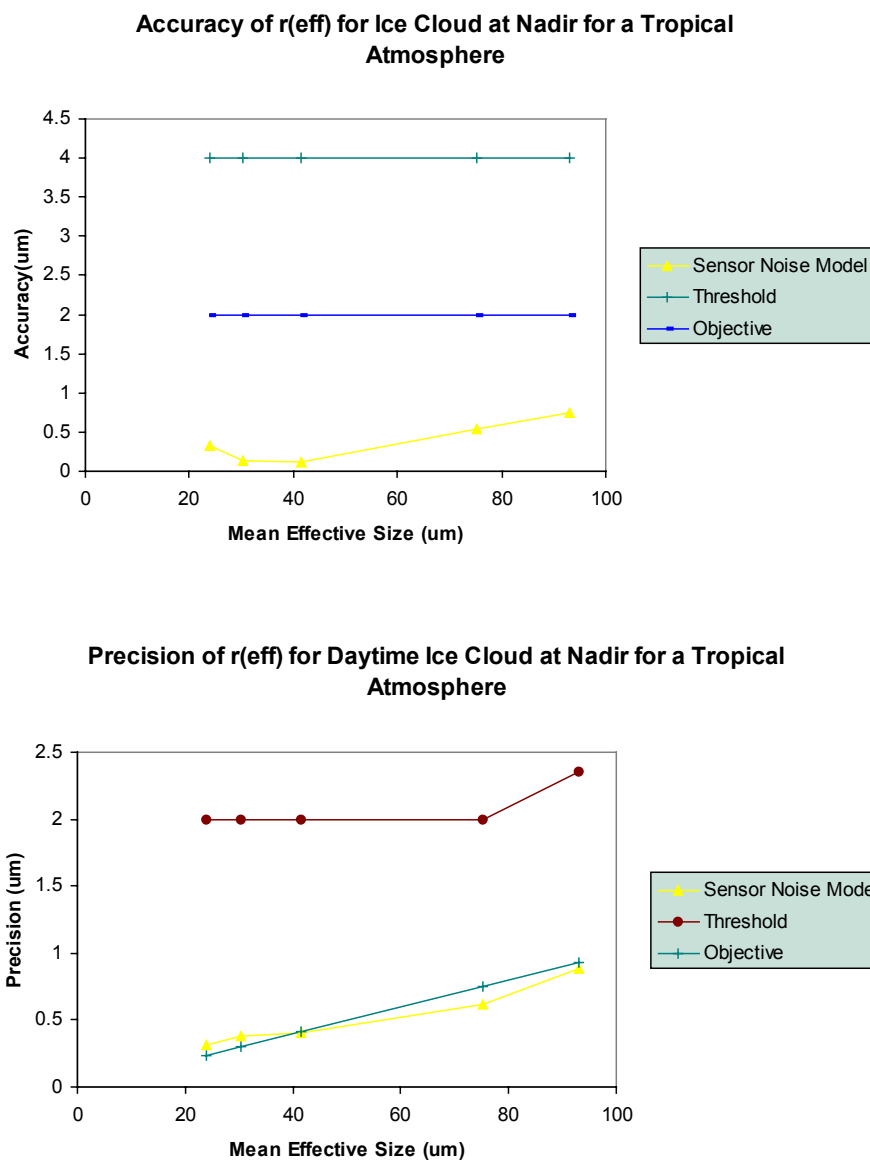 Accuracy of r(eff) for Ice Cloud at Nadir for a Tropical
Atmosphere
4.5
4
3.5
3
2.5
2
1.5
1
0.5
0
Accuracy(um)
0 20 40 60 80 100
Mean Effective Size (um)
Sensor Noise Model
Threshold
Objective
Precision of r(eff) for Daytime Ice Cloud at Nadir for a Tropical
Atmosphere
2.5
2
1.5
1
0.5
0
Precision (um)
0 20 40 60 80 100
Mean Effective Size (um)
Sensor Noise Mode
Threshold
Objective